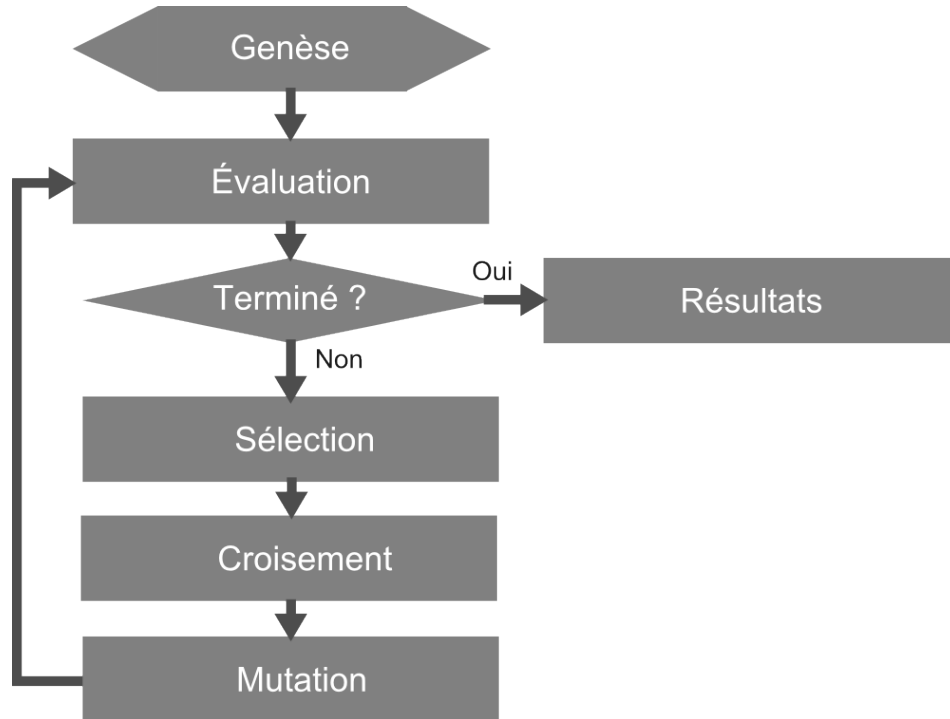 Genèse
Évaluation
Terminé ?
Oui
Résultats
Non
Sélection
Croisement
Mutation